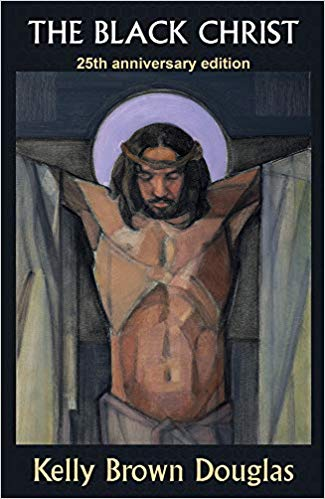 THE BLACK CHRIST
25th anniversary edition
Kelly Brown Douglas